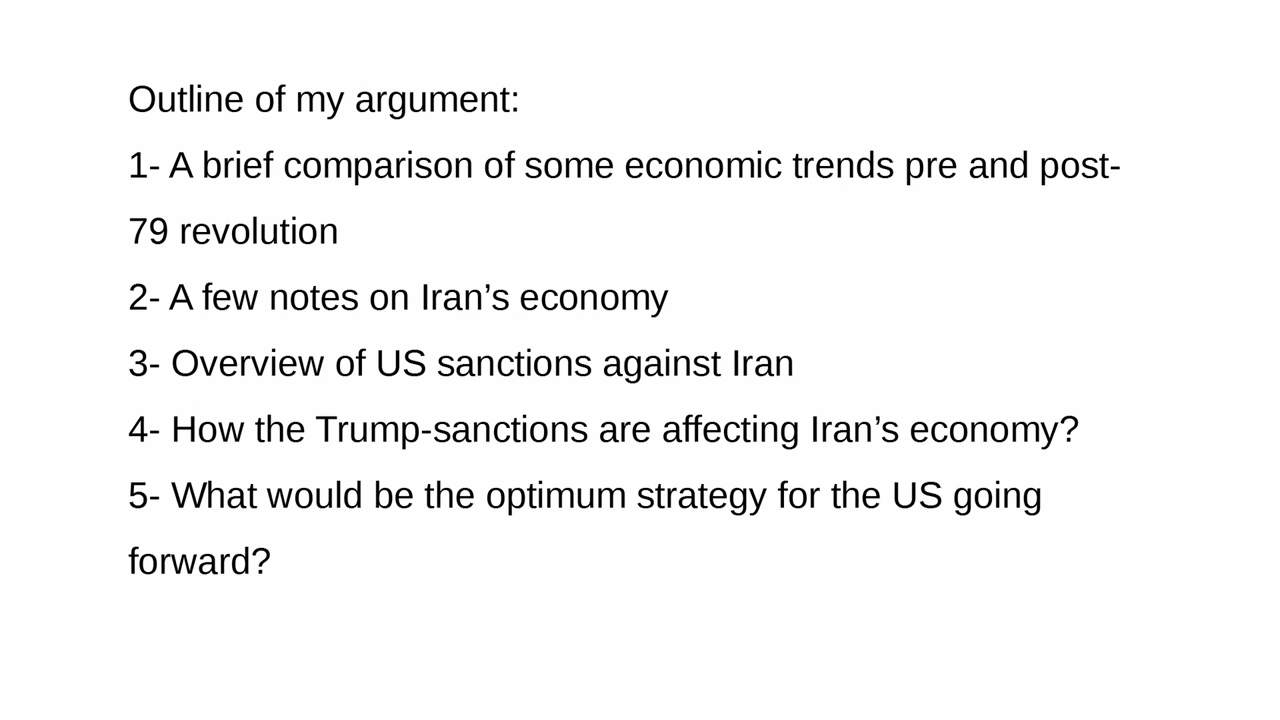 Outline of my argument:
1- A brief comparison of some economic trends pre and post-
79 revolution
2- A few notes on Iran’s economy
3- Overview of US sanctions against Iran
4- How the Trump-sanctions are affecting Iran’s economy?
5- What would be the optimum strategy for the US going
forward?